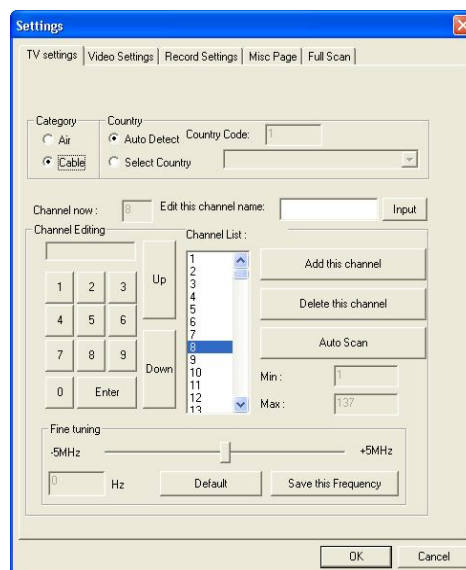 Settings
TV settings Video Settings Record Settings Misc Page Full Scan
Category Country
Air Auto Detect Country Code: 1
Cable Select Country
Channel now : 8 Edit this channel name: Input
Channel Editing Channel List :
1 2 3 Up
4 5 6
7 8 9 Down
0 Enter
1
2
3
4
5
6
7
8
9
10
11
12
13
Add this channel
Delete this channel
Auto Scan
Min : 1
Max : 137
Fine tuning
-5MHz +5MHz
0 Hz Default Save this Frequency
OK Cancel